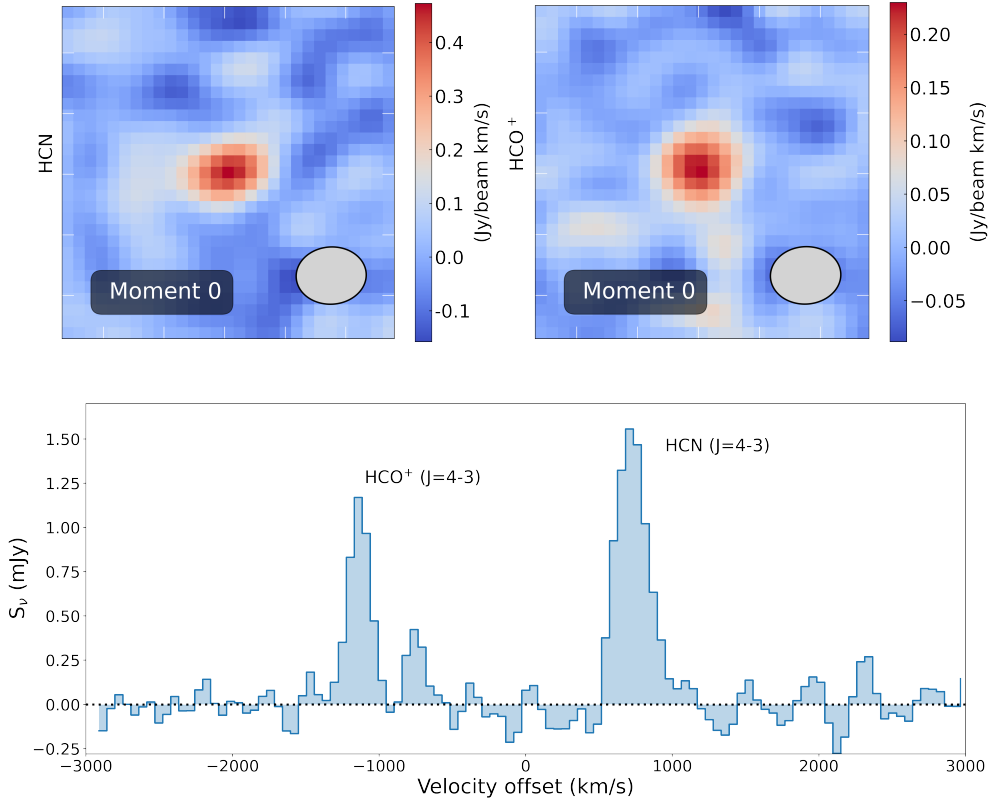 HCN
Moment 0
0.4
0.3
0.2
0.1
0.0
-0.1
(Jy/beam km/s)
HCO⁺
Moment 0
0.20
0.15
0.10
0.05
0.00
−0.05
(Jy/beam km/s)
S_ν (mJy)
1.50
1.25
1.00
0.75
0.50
0.25
0.00
−0.25
HCO⁺ (J=4-3)
HCN (J=4-3)
−3000 −2000 −1000 0 1000 2000 3000
Velocity offset (km/s)